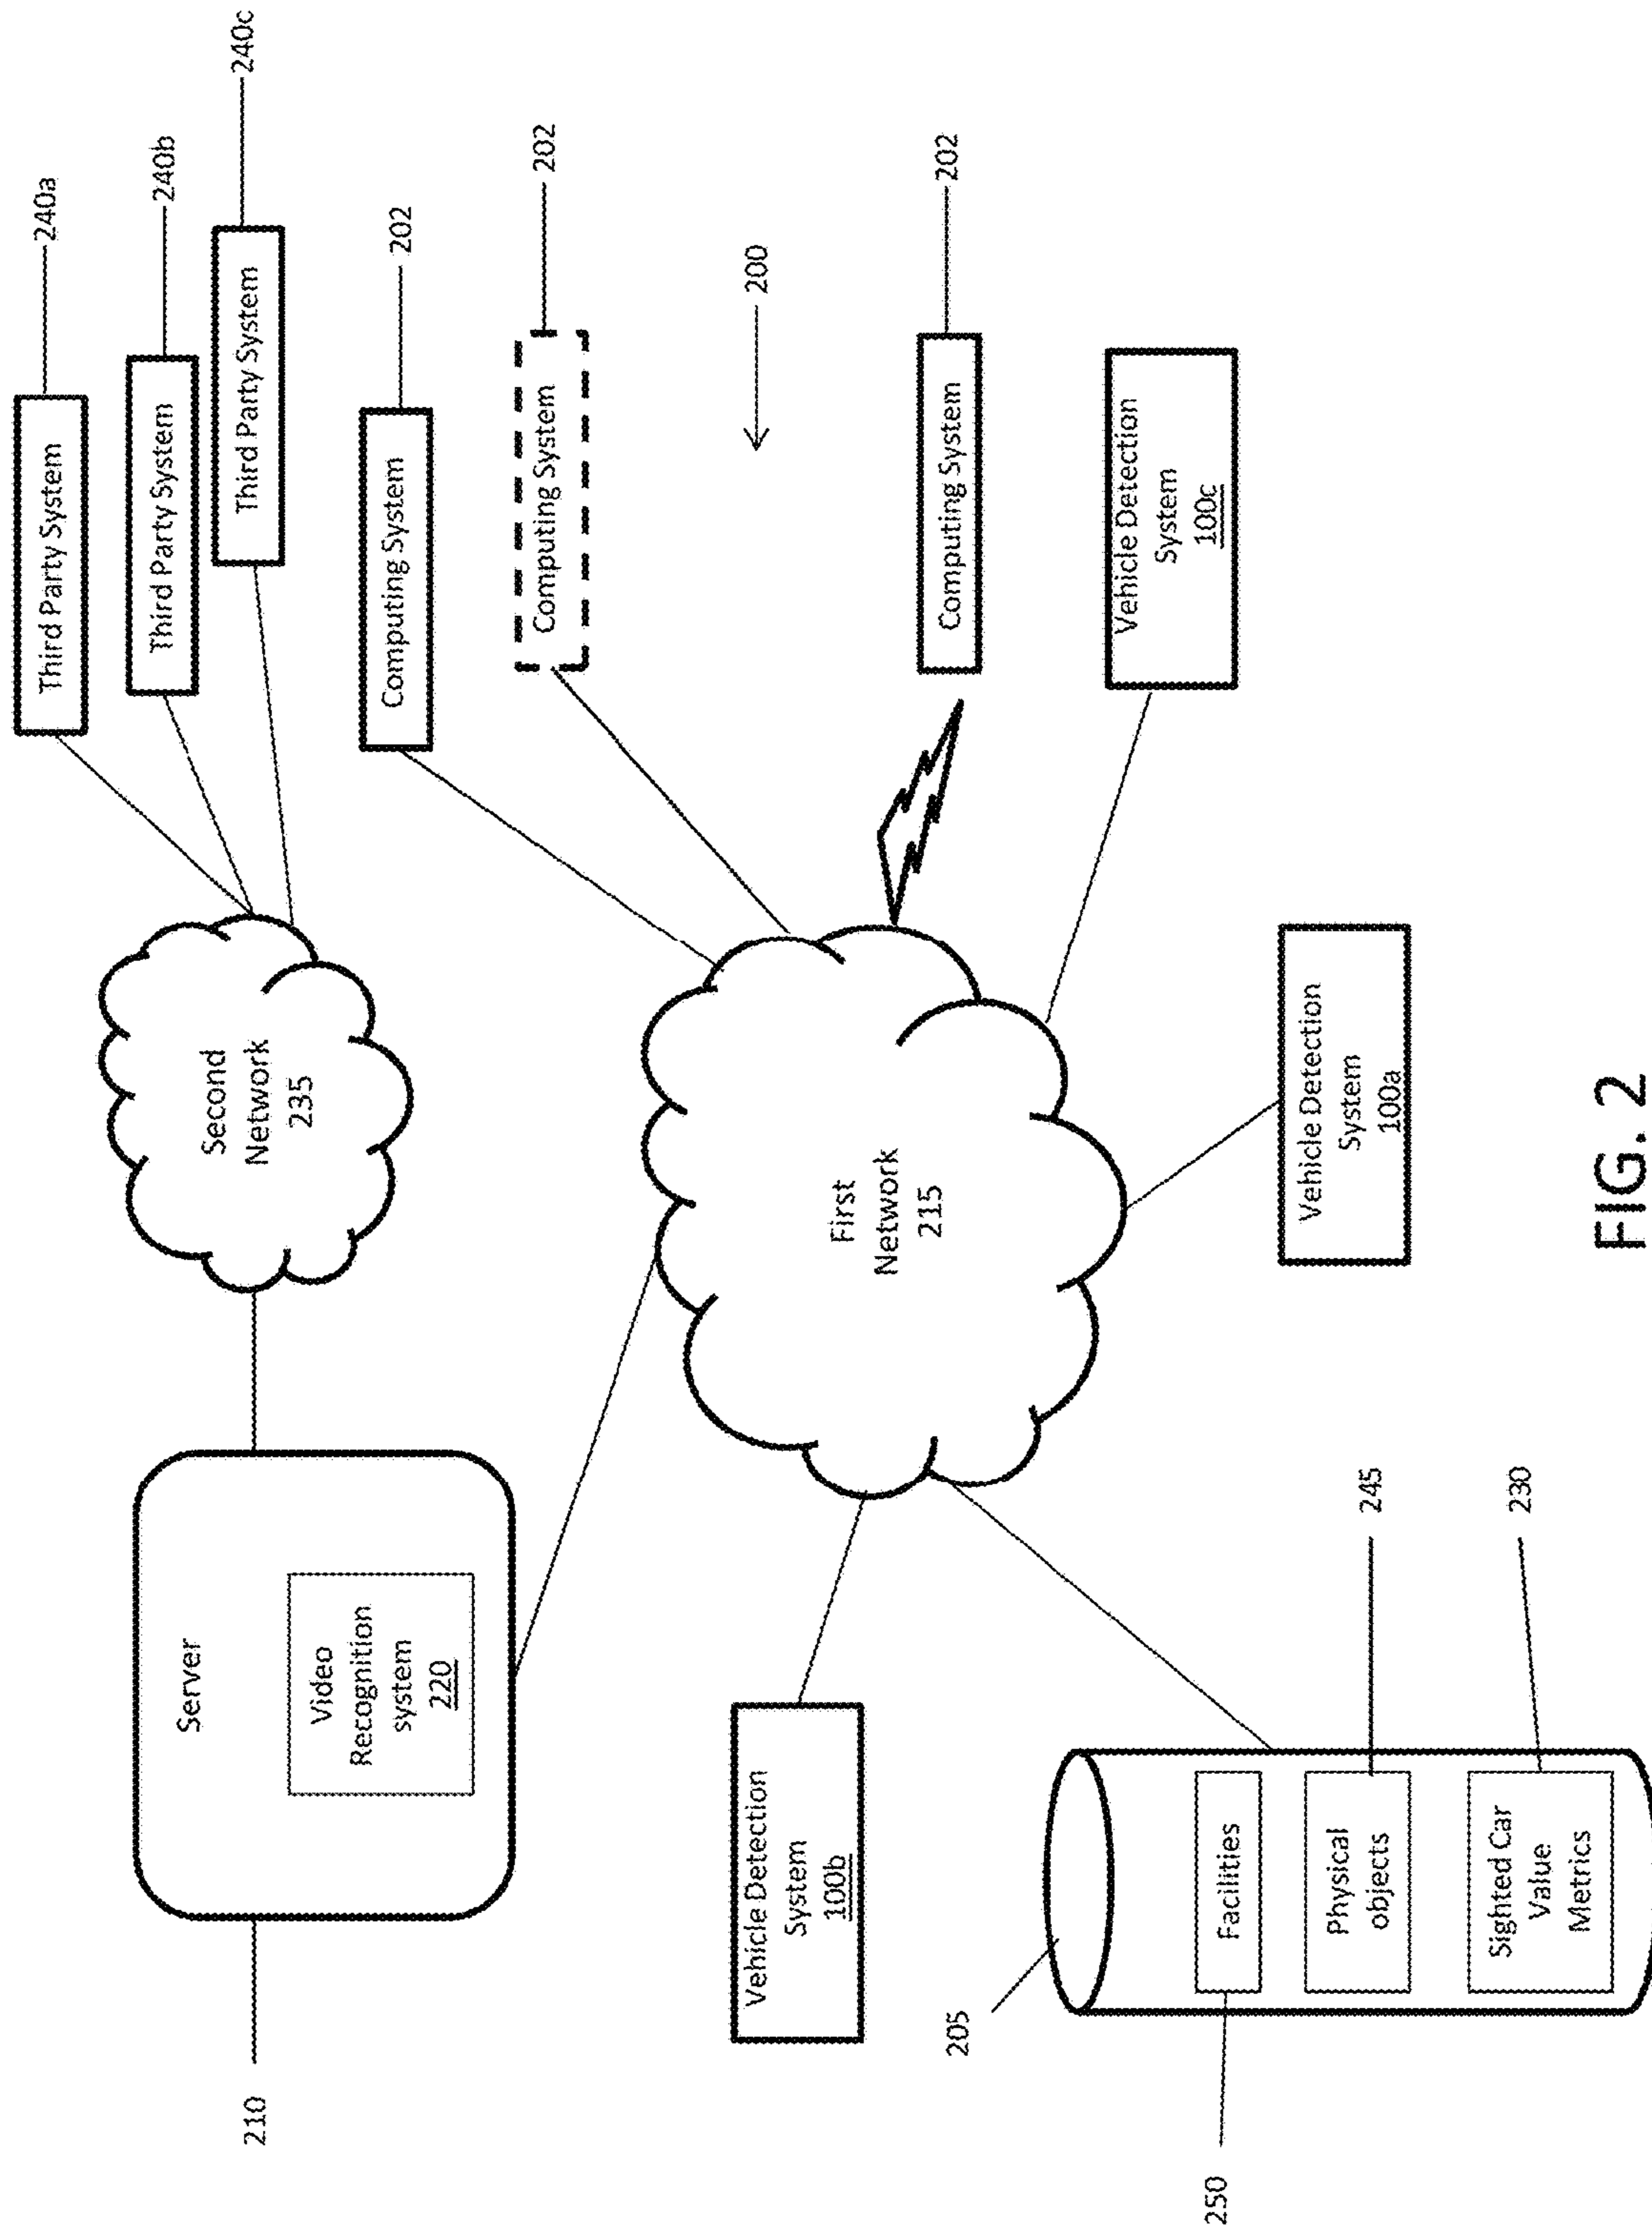 240a
Third Party System
240b
Third Party System
240c
Third Party System
202
Computing System
202
Computing System
200
202
Computing System
Vehicle Detection
System
100c
Second
Network
235
First
Network
215
Vehicle Detection
System
100a
210
Server
Video
Recognition
system
220
Vehicle Detection
System
100b
205
250
Facilities
245
Physical
objects
230
Sighted Car
Value
Metrics
FIG. 2